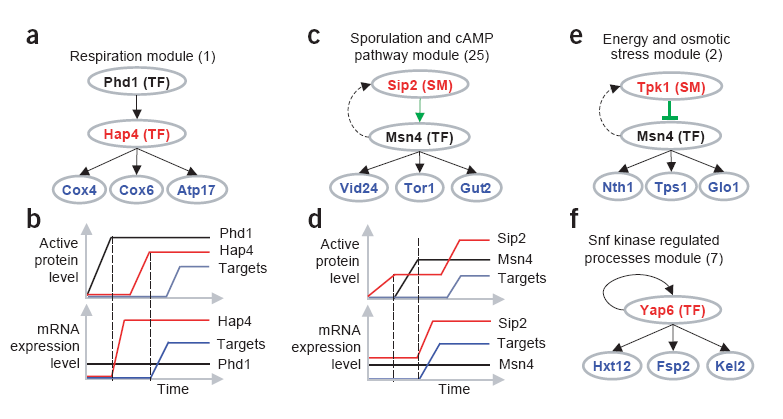 a
Respiration module (1)
Phd1 (TF)
Hap4 (TF)
Cox4
Cox6
Atp17
b
Active
protein
level
Phd1
Hap4
Targets
mRNA
expression
level
Hap4
Targets
Phd1
Time
c
Sporulation and cAMP
pathway module (25)
Sip2 (SM)
Msn4 (TF)
Vid24
Tor1
Gut2
d
Active
protein
level
Sip2
Msn4
Targets
mRNA
expression
level
Sip2
Targets
Msn4
Time
e
Energy and osmotic
stress module (2)
Tpk1 (SM)
Msn4 (TF)
Nth1
Tps1
Glo1
f
Snf kinase regulated
processes module (7)
Yap6 (TF)
Hxt12
Fsp2
Kel2